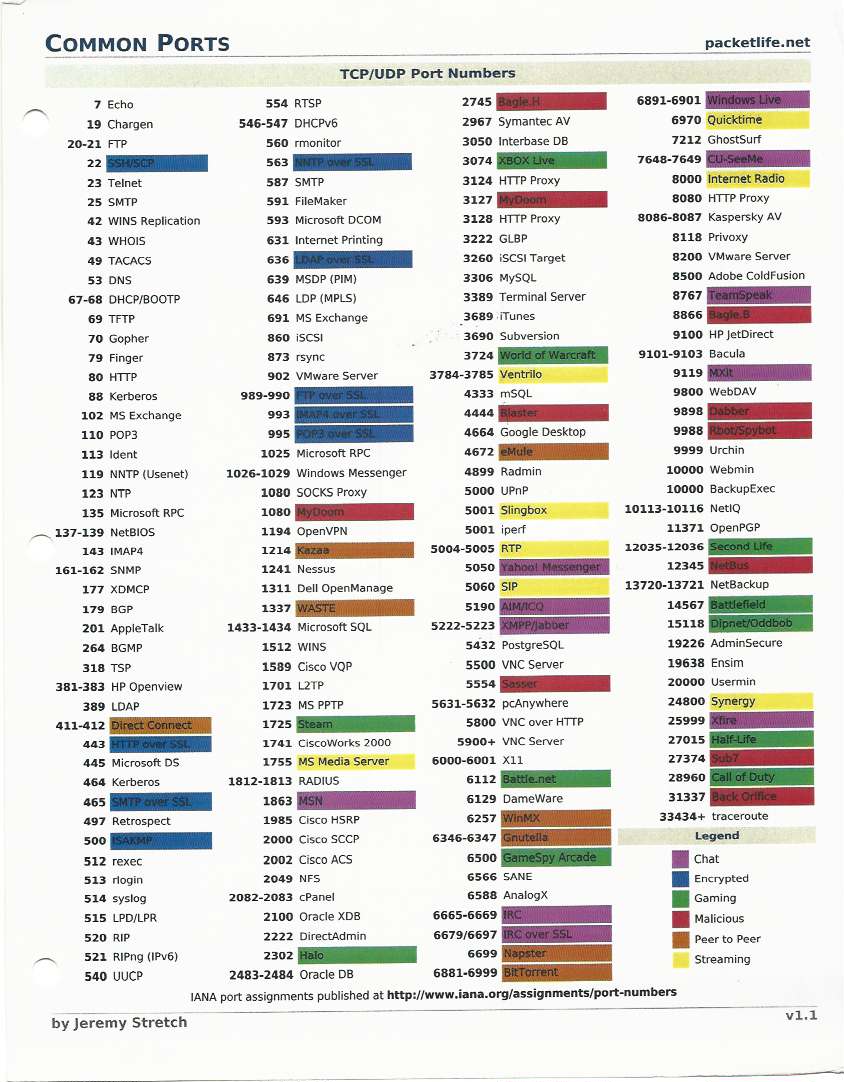 COMMON PORTS
packetlife.net
TCP/UDP Port Numbers
7 Echo
19 Chargen
20-21 FTP
22 SSH/SCP
23 Telnet
25 SMTP
42 WINS Replication
43 WHOIS
49 TACACS
53 DNS
67-68 DHCP/BOOTP
69 TFTP
70 Gopher
79 Finger
80 HTTP
88 Kerberos
102 MS Exchange
110 POP3
113 Ident
119 NNTP (Usenet)
123 NTP
135 Microsoft RPC
137-139 NetBIOS
143 IMAP4
161-162 SNMP
177 XDMCP
179 BGP
201 AppleTalk
264 BGMP
318 TSP
381-383 HP Openview
389 LDAP
411-412 Direct Connect
443 HTTP over SSL
445 Microsoft DS
464 Kerberos
465 SMTP over SSL
497 Retrospect
500 ISAKMP
512 rexec
513 rlogin
514 syslog
515 LPD/LPR
520 RIP
521 RIPng (IPv6)
540 UUCP
554 RTSP
546-547 DHCPv6
560 rmonitor
563 NNTP over SSL
587 SMTP
591 FileMaker
593 Microsoft DCOM
631 Internet Printing
636 LDAP over SSL
639 MSDP (PIM)
646 LDP (MPLS)
691 MS Exchange
860 iSCSI
873 rsync
902 VMware Server
989-990 FTP over SSL
993 IMAP4 over SSL
995 POP3 over SSL
1025 Microsoft RPC
1026-1029 Windows Messenger
1080 SOCKS Proxy
1080 MyDoom
1194 OpenVPN
1214 Kazaa
1241 Nessus
1311 Dell OpenManage
1337 WASTE
1433-1434 Microsoft SQL
1512 WINS
1589 Cisco VQP
1701 L2TP
1723 MS PPTP
1725 Steam
1741 CiscoWorks 2000
1755 MS Media Server
1812-1813 RADIUS
1863 MSN
1985 Cisco HSRP
2000 Cisco SCCP
2002 Cisco ACS
2049 NFS
2082-2083 cPanel
2100 Oracle XDB
2222 DirectAdmin
2302 Halo
2483-2484 Oracle DB
2745 Bagle.H
2967 Symantec AV
3050 Interbase DB
3074 XBOX Live
3124 HTTP Proxy
3127 MyDoom
3128 HTTP Proxy
3222 GLBP
3260 iSCSI Target
3306 MySQL
3389 Terminal Server
3689 iTunes
3690 Subversion
3724 World of Warcraft
3784-3785 Ventrilo
4333 mSQL
4444 Blaster
4664 Google Desktop
4672 eMule
4899 Radmin
5000 UPnP
5001 Slingbox
5001 iperf
5004-5005 RTP
5050 Yahoo! Messenger
5060 SIP
5190 AIM/ICQ
5222-5223 XMPP/Jabber
5432 PostgreSQL
5500 VNC Server
5554 Sasser
5631-5632 pcAnywhere
5800 VNC over HTTP
5900+ VNC Server
6000-6001 X11
6112 Battle.net
6129 DameWare
6257 WinMX
6346-6347 Gnutella
6500 GameSpy Arcade
6566 SANE
6588 AnalogX
6665-6669 IRC
6679/6697 IRC over SSL
6699 Napster
6881-6999 BitTorrent
6891-6901 Windows Live
6970 Quicktime
7212 GhostSurf
7648-7649 CU-SeeMe
8000 Internet Radio
8080 HTTP Proxy
8086-8087 Kaspersky AV
8118 Privoxy
8200 VMware Server
8500 Adobe ColdFusion
8767 TeamSpeak
8866 Bagle.B
9100 HP JetDirect
9101-9103 Bacula
9119 MXit
9800 WebDAV
9898 Dabber
9988 Rbot/Spybot
9999 Urchin
10000 Webmin
10000 BackupExec
10113-10116 NetIQ
11371 OpenPGP
12035-12036 Second Life
12345 NetBus
13720-13721 NetBackup
14567 Battlefield
15118 Dipnet/Oddbob
19226 AdminSecure
19638 Ensim
20000 Usermin
24800 Synergy
25999 Xfire
27015 Half-Life
27374 Sub7
28960 Call of Duty
31337 Back Orifice
33434+ traceroute
Legend
Chat
Encrypted
Gaming
Malicious
Peer to Peer
Streaming
IANA port assignments published at http://www.iana.org/assignments/port-numbers
by Jeremy Stretch
v1.1